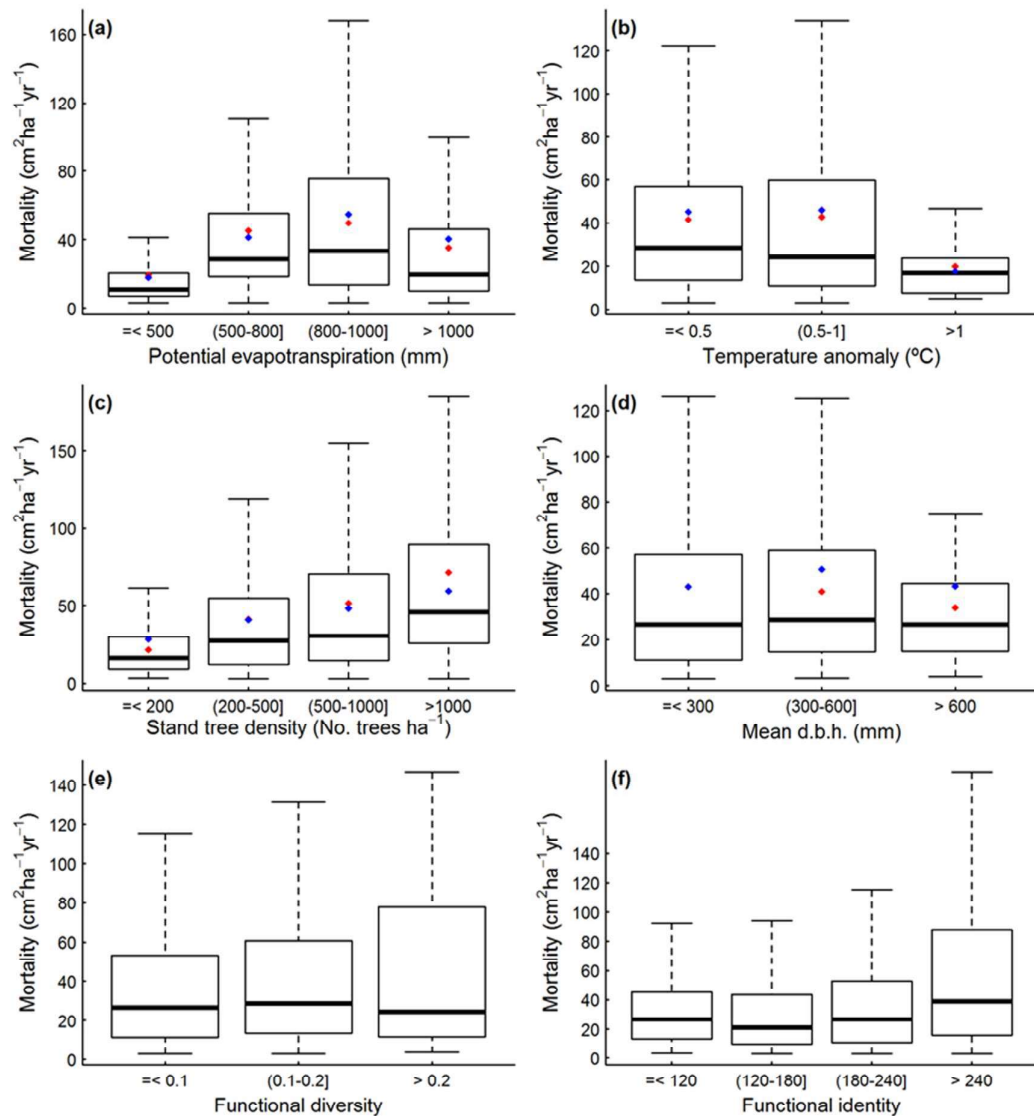 (a)
Mortality (cm²ha⁻¹yr⁻¹)
160
120
80
40
0
=< 500 (500-800] (800-1000] > 1000
Potential evapotranspiration (mm)
(b)
Mortality (cm²ha⁻¹yr⁻¹)
120
100
80
60
40
20
0
=< 0.5 (0.5-1] >1
Temperature anomaly (ºC)
(c)
Mortality (cm²ha⁻¹yr⁻¹)
150
100
50
0
=< 200 (200-500] (500-1000] >1000
Stand tree density (No. trees ha⁻¹)
(d)
Mortality (cm²ha⁻¹yr⁻¹)
120
100
80
60
40
20
0
=< 300 (300-600] > 600
Mean d.b.h. (mm)
(e)
Mortality (cm²ha⁻¹yr⁻¹)
140
120
100
80
60
40
20
0
=< 0.1 (0.1-0.2] > 0.2
Functional diversity
(f)
Mortality (cm²ha⁻¹yr⁻¹)
140
120
100
80
60
40
20
0
=< 120 (120-180] (180-240] > 240
Functional identity